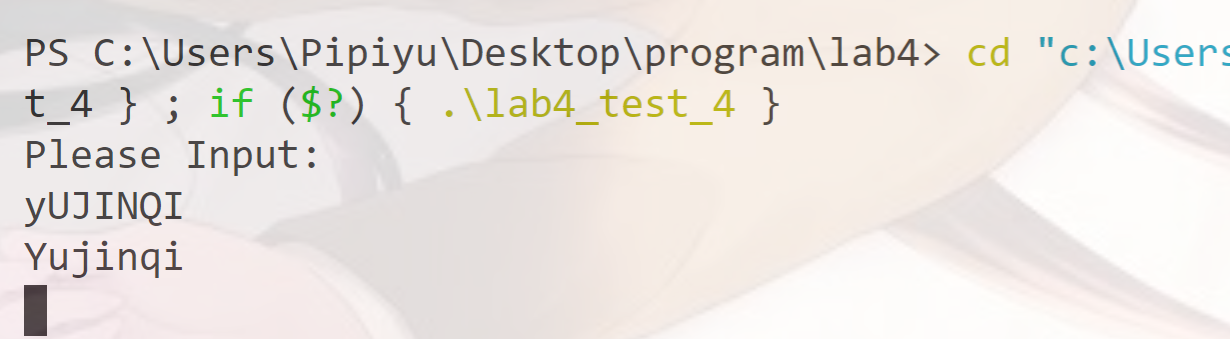 PS C:\Users\Pipiyu\Desktop\program\lab4> cd "c:\Users
t_4 } ; if ($?) { .\lab4_test_4 }
Please Input:
yUJINQI
Yujinqi